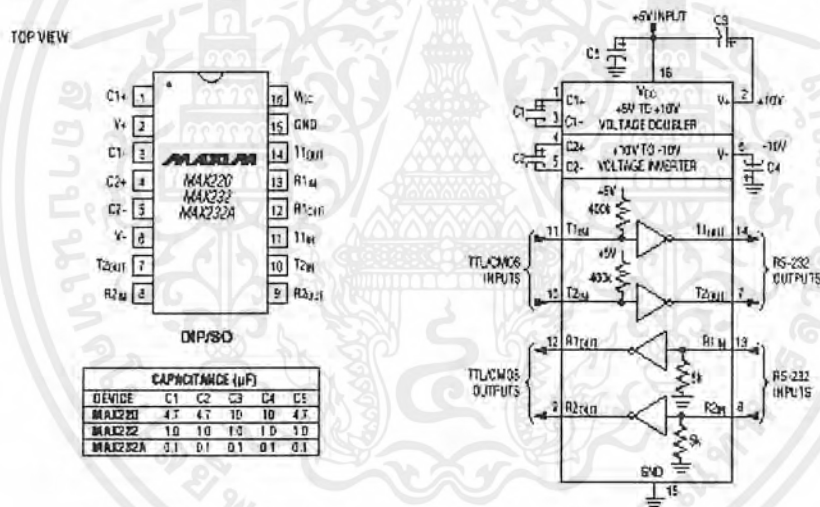 TOP VIEW
C1+ 1
V+ 2
C1- 3
C2+ 4
C2- 5
V- 6
T2OUT 7
R2IN 8
16 VCC
15 GND
14 T1OUT
13 R1IN
12 R1OUT
11 T1IN
10 T2IN
9 R2OUT
MAXIM
MAX220
MAX232
MAX232A
DIP/SO
CAPACITANCE (µF)
DEVICE C1 C2 C3 C4 C5
MAX220 4.7 4.7 10 10 4.7
MAX232 1.0 1.0 1.0 1.0 1.0
MAX232A 0.1 0.1 0.1 0.1 0.1
+5V INPUT
C3
C5
16
VCC
1 C1+
C1
3 C1-
+5V TO +10V
VOLTAGE DOUBLER
V+ 2
+10V
4 C2+
C2
5 C2-
+10V TO -10V
VOLTAGE INVERTER
V- 6
-10V
C4
+5V
400k
11 T1IN
T1OUT 14
+5V
400k
10 T2IN
T2OUT 7
TTL/CMOS
INPUTS
RS-232
OUTPUTS
12 R1OUT
R1IN 13
5k
9 R2OUT
R2IN 8
5k
TTL/CMOS
OUTPUTS
RS-232
INPUTS
GND
15